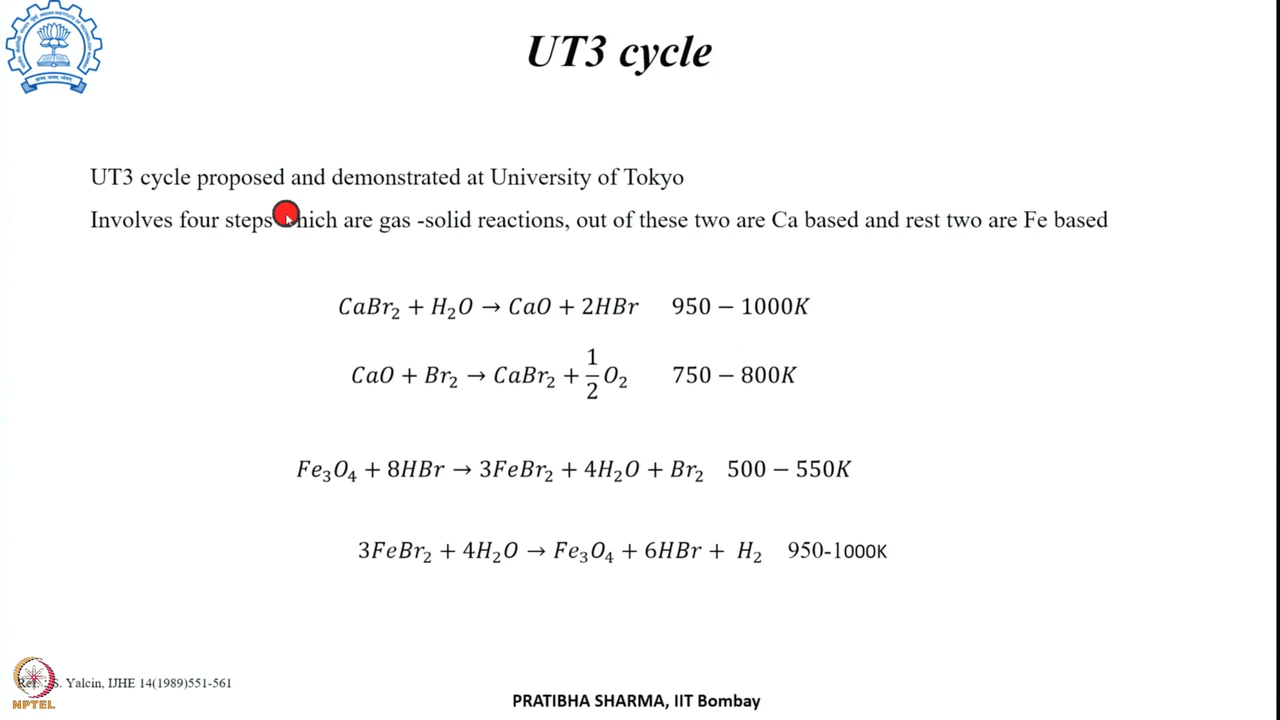 UT3 cycle
UT3 cycle proposed and demonstrated at University of Tokyo
Involves four steps which are gas -solid reactions, out of these two are Ca based and rest two are Fe based
CaBr₂ + H₂O → CaO + 2HBr 950 − 1000K
CaO + Br₂ → CaBr₂ + 1/2 O₂ 750 − 800K
Fe₃O₄ + 8HBr → 3FeBr₂ + 4H₂O + Br₂ 500 − 550K
3FeBr₂ + 4H₂O → Fe₃O₄ + 6HBr + H₂ 950-1000K
S. Yalcin, IJHE 14(1989)551-561
NPTEL
PRATIBHA SHARMA, IIT Bombay